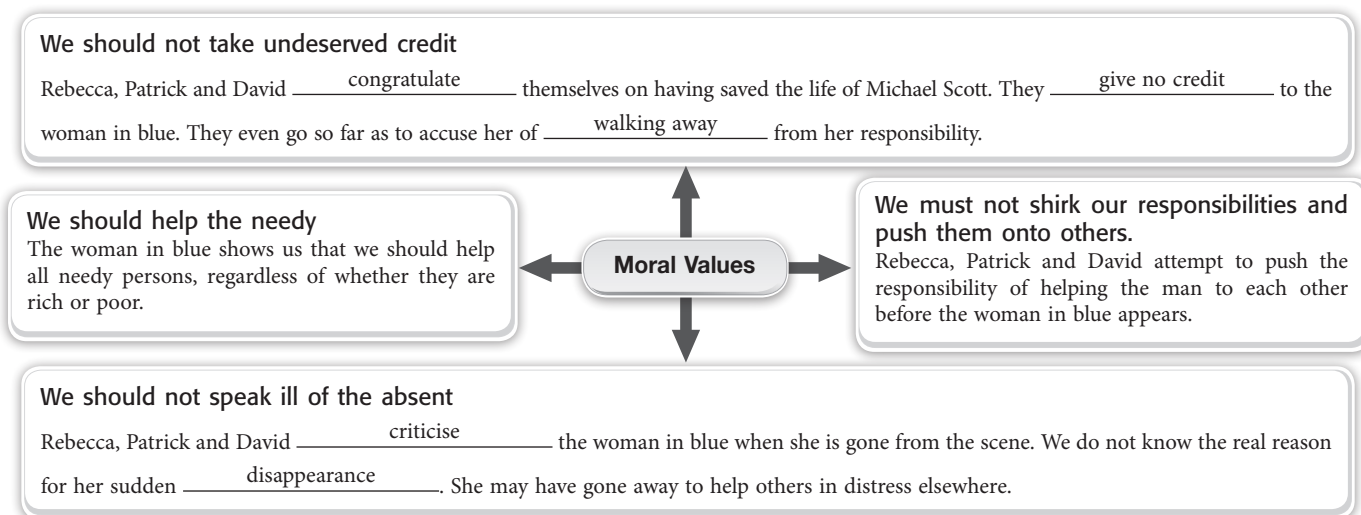 We should not take undeserved credit
Rebecca, Patrick and David congratulate themselves on having saved the life of Michael Scott. They give no credit to the
woman in blue. They even go so far as to accuse her of walking away from her responsibility.
We should help the needy
The woman in blue shows us that we should help
all needy persons, regardless of whether they are
rich or poor.
Moral Values
We must not shirk our responsibilities and
push them onto others.
Rebecca, Patrick and David attempt to push the
responsibility of helping the man to each other
before the woman in blue appears.
We should not speak ill of the absent
Rebecca, Patrick and David criticise the woman in blue when she is gone from the scene. We do not know the real reason
for her sudden disappearance. She may have gone away to help others in distress elsewhere.